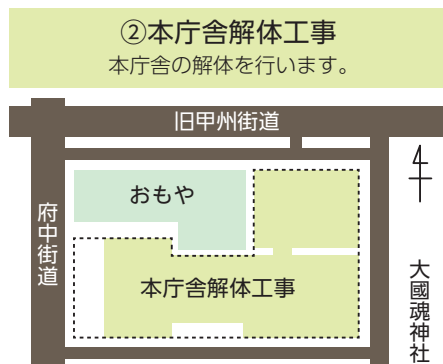 ②本庁舎解体工事
本庁舎の解体を行います。
旧甲州街道
おもや
府中街道
本庁舎解体工事
大國魂神社